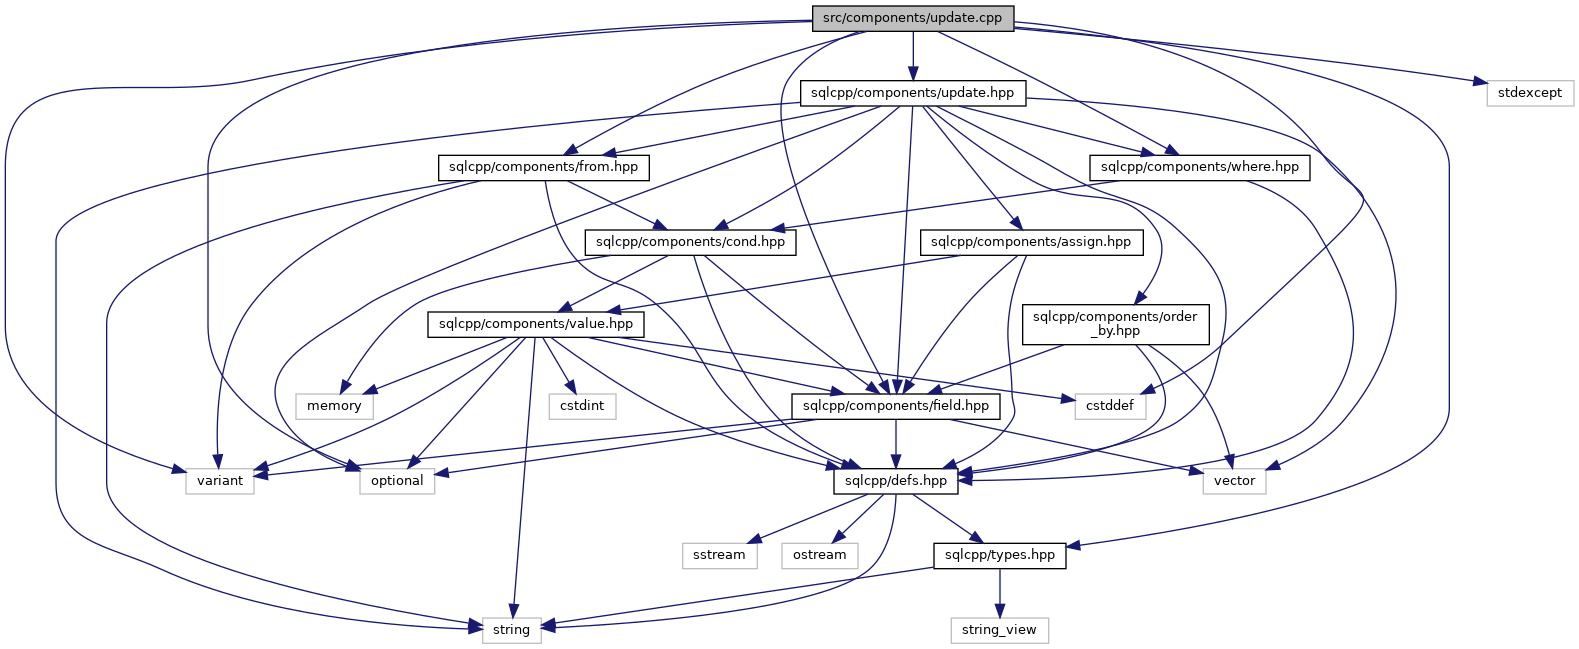 src/components/update.cpp
sqlcpp/components/update.hpp
stdexcept
sqlcpp/components/from.hpp
sqlcpp/components/where.hpp
sqlcpp/components/cond.hpp
sqlcpp/components/assign.hpp
sqlcpp/components/value.hpp
sqlcpp/components/order
_by.hpp
memory
cstdint
sqlcpp/components/field.hpp
cstddef
variant
optional
sqlcpp/defs.hpp
vector
sstream
ostream
sqlcpp/types.hpp
string
string_view